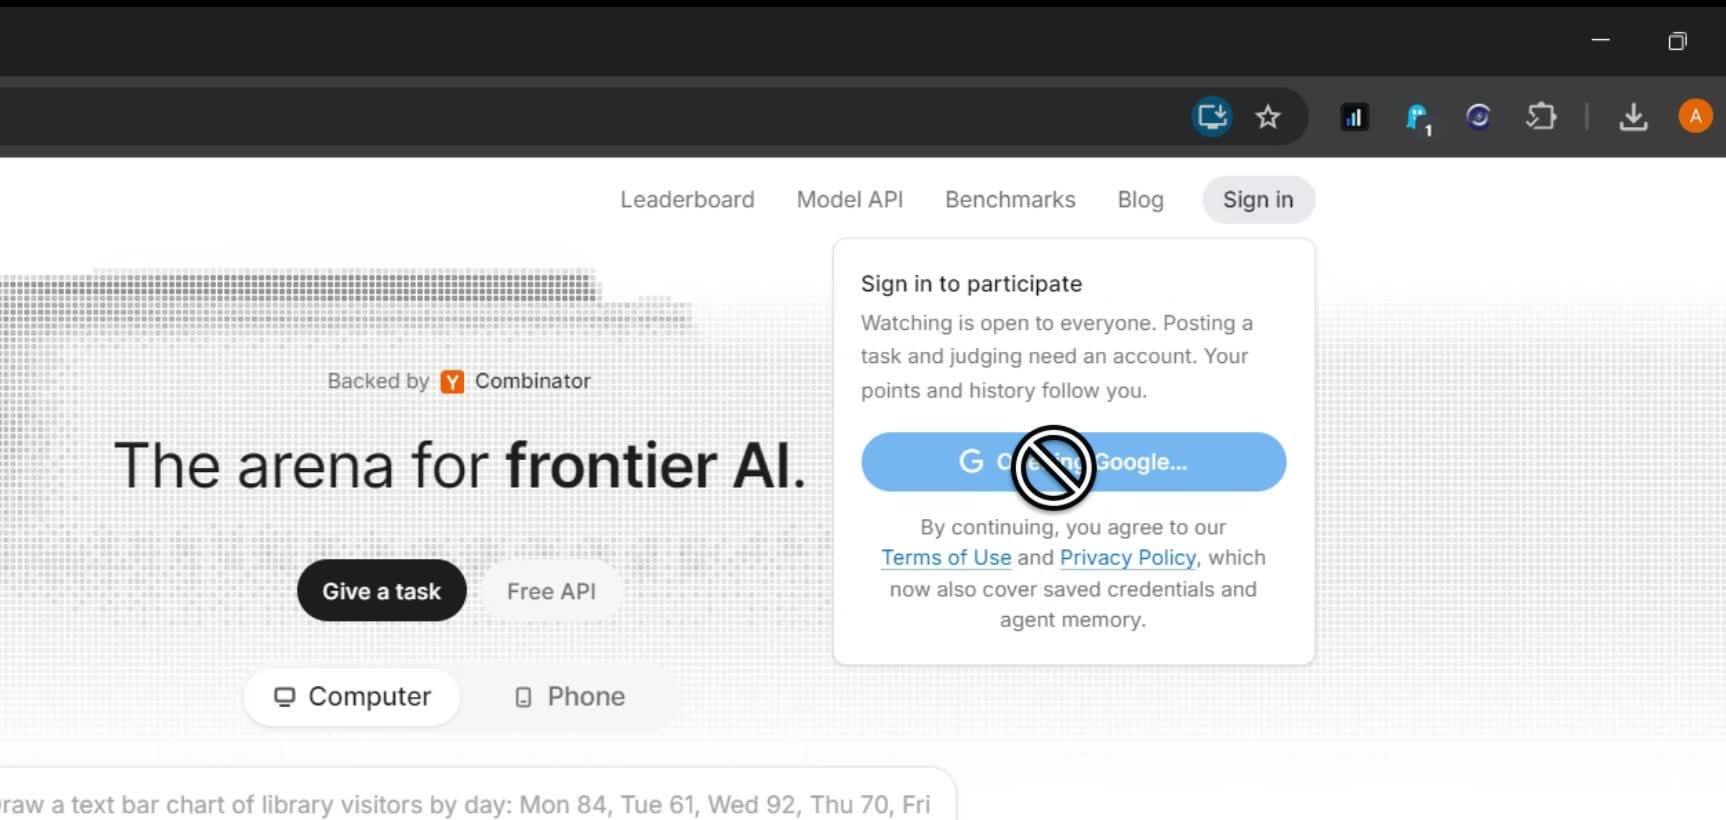 1
A
Leaderboard
Model API
Benchmarks
Blog
Sign in
Sign in to participate
Watching is open to everyone. Posting a
task and judging need an account. Your
points and history follow you.
Google...
By continuing, you agree to our
Terms of Use and Privacy Policy, which
now also cover saved credentials and
agent memory.
Backed by Y Combinator
The arena for frontier AI.
Give a task
Free API
Computer
Phone
a text bar chart of library visitors by day: Mon 84, Tue 61, Wed 92, Thu 70, Fri